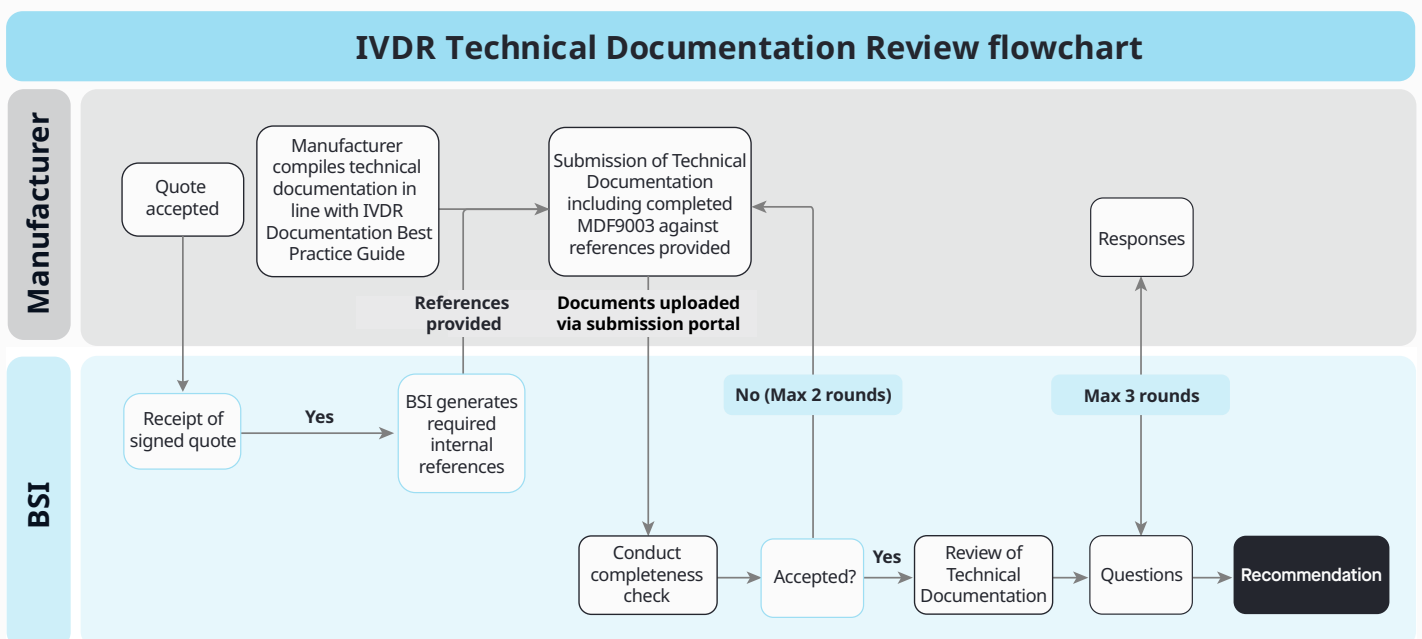 IVDR Technical Documentation Review flowchart
Manufacturer
Quote
accepted
Manufacturer
compiles technical
documentation in
line with IVDR
Documentation Best
Practice Guide
Submission of Technical
Documentation
including completed
MDF9003 against
references provided
Responses
References
provided
Documents uploaded
via submission portal
BSI
Receipt of
signed quote
Yes
BSI generates
required
internal
references
No (Max 2 rounds)
Max 3 rounds
Conduct
completeness
check
Accepted?
Yes
Review of
Technical
Documentation
Questions
Recommendation